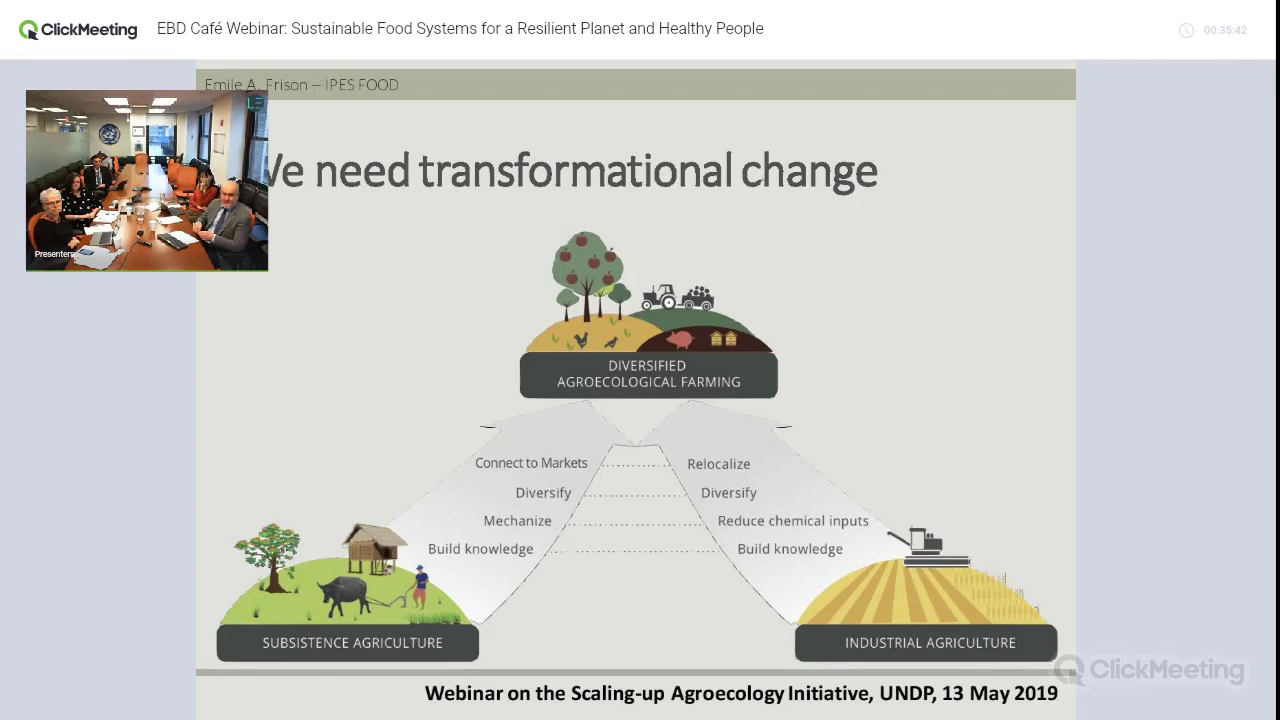 ClickMeeting
EBD Café Webinar: Sustainable Food Systems for a Resilient Planet and Healthy People
00:35:42
Emile A. Frison – IPES FOOD
We need transformational change
Presenters
DIVERSIFIED
AGROECOLOGICAL FARMING
Connect to Markets
Relocalize
Diversify
Diversify
Mechanize
Reduce chemical inputs
Build knowledge
Build knowledge
SUBSISTENCE AGRICULTURE
INDUSTRIAL AGRICULTURE
ClickMeeting
Webinar on the Scaling-up Agroecology Initiative, UNDP, 13 May 2019